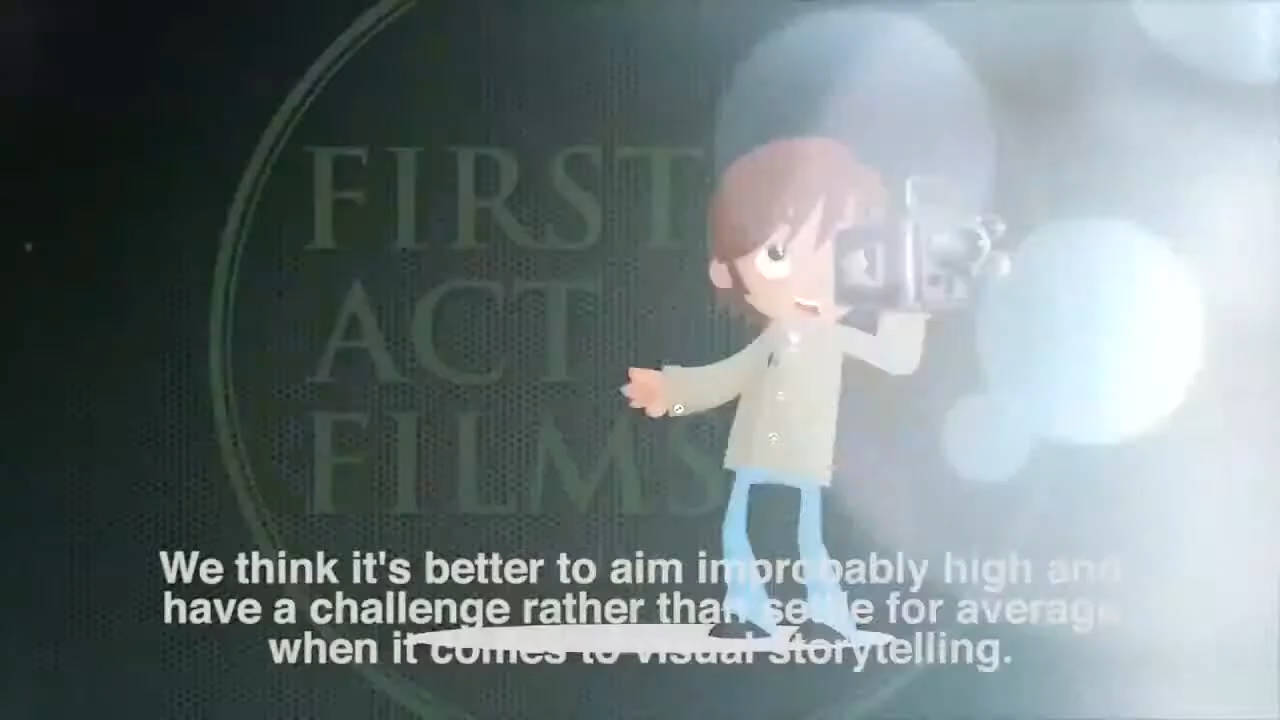 FIRST
ACT
FILMS
We think it's better to aim improbably high and
have a challenge rather than settle for average
when it comes to visual storytelling.